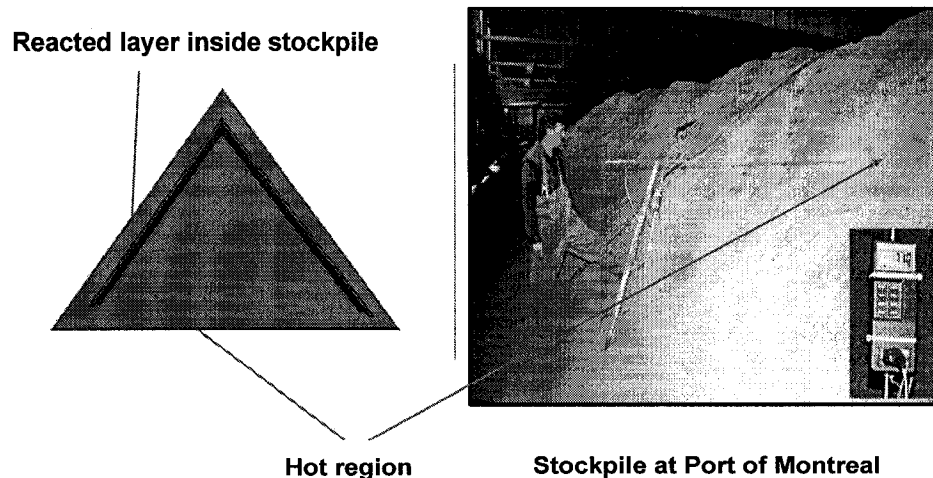 Reacted layer inside stockpile
Hot region
Stockpile at Port of Montreal